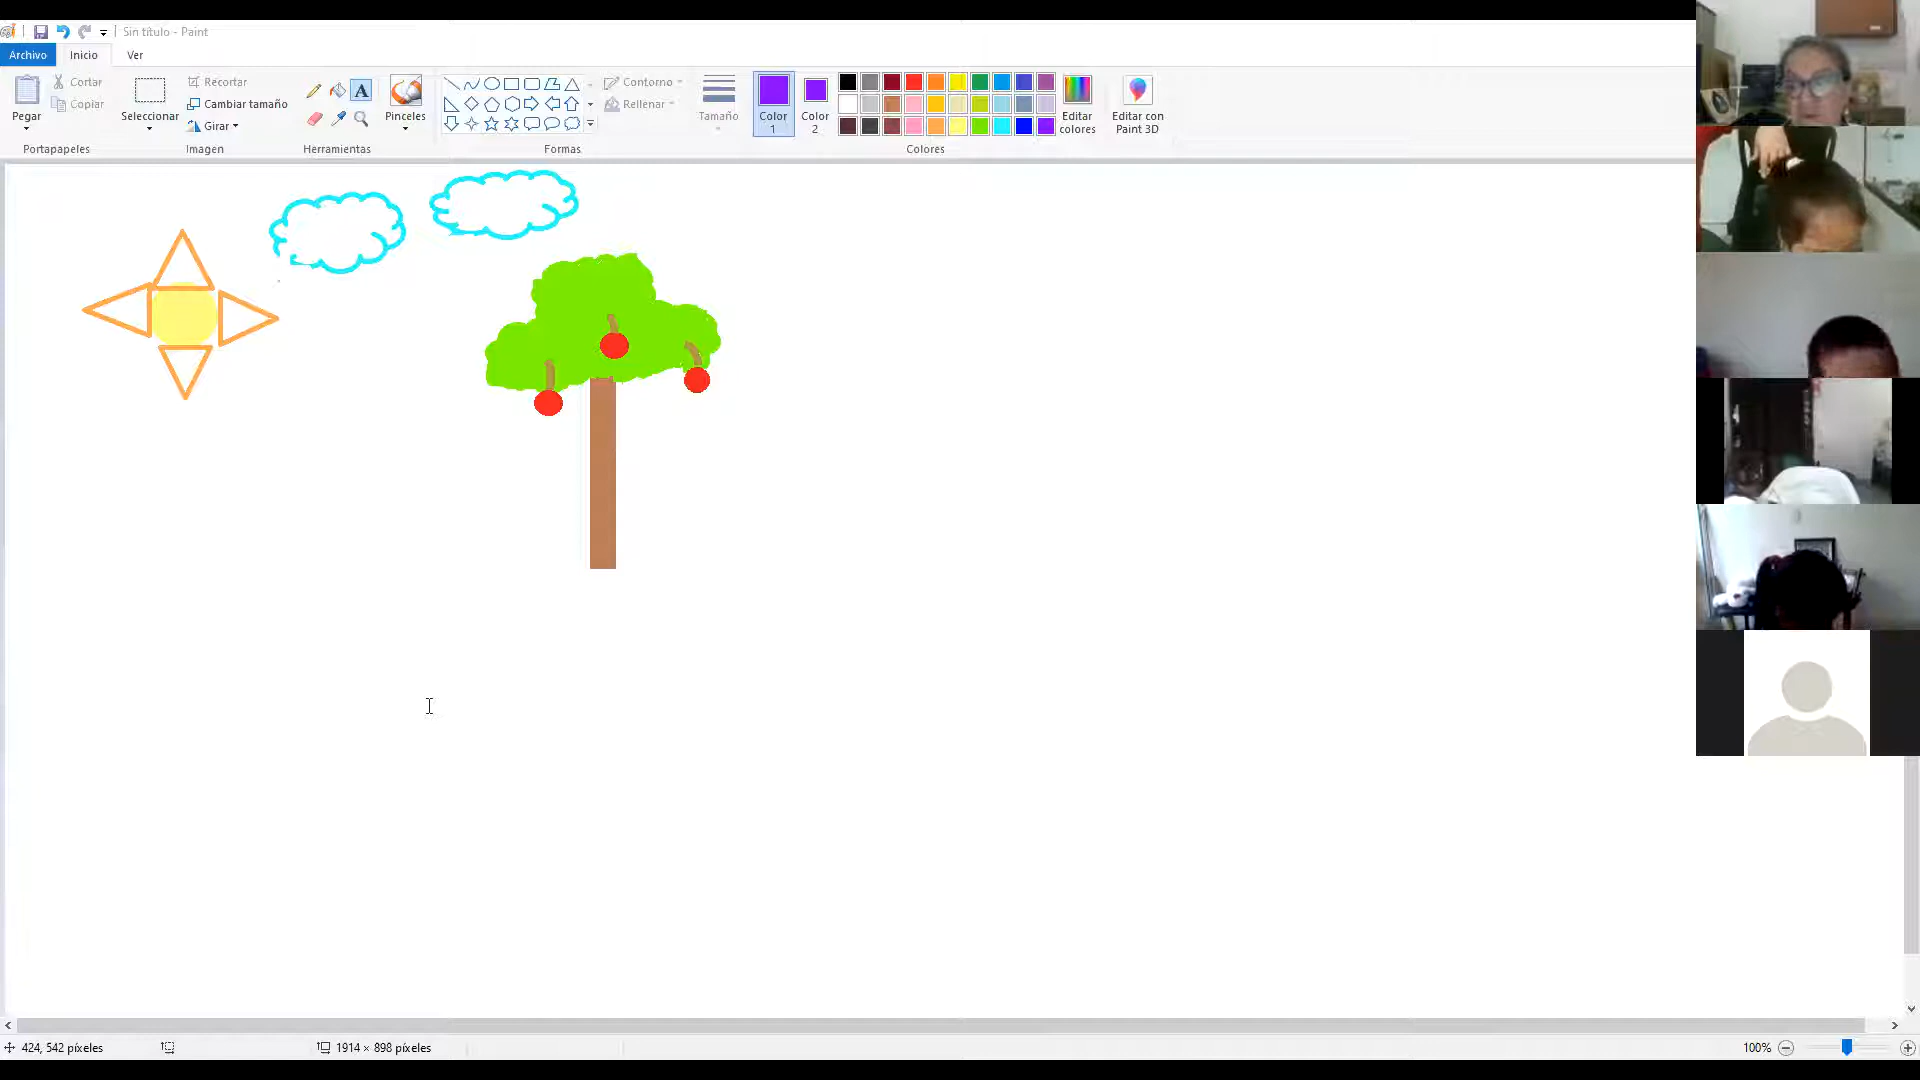 Sin título - Paint
Archivo
Inicio
Ver
Pegar
Cortar
Copiar
Portapapeles
Seleccionar
Recortar
Cambiar tamaño
Girar
Imagen
A
Herramientas
Pinceles
Formas
Contorno
Rellenar
Tamaño
Color
1
Color
2
Colores
Editar
colores
Editar con
Paint 3D
424, 542 píxeles
1914 × 898 píxeles
100%